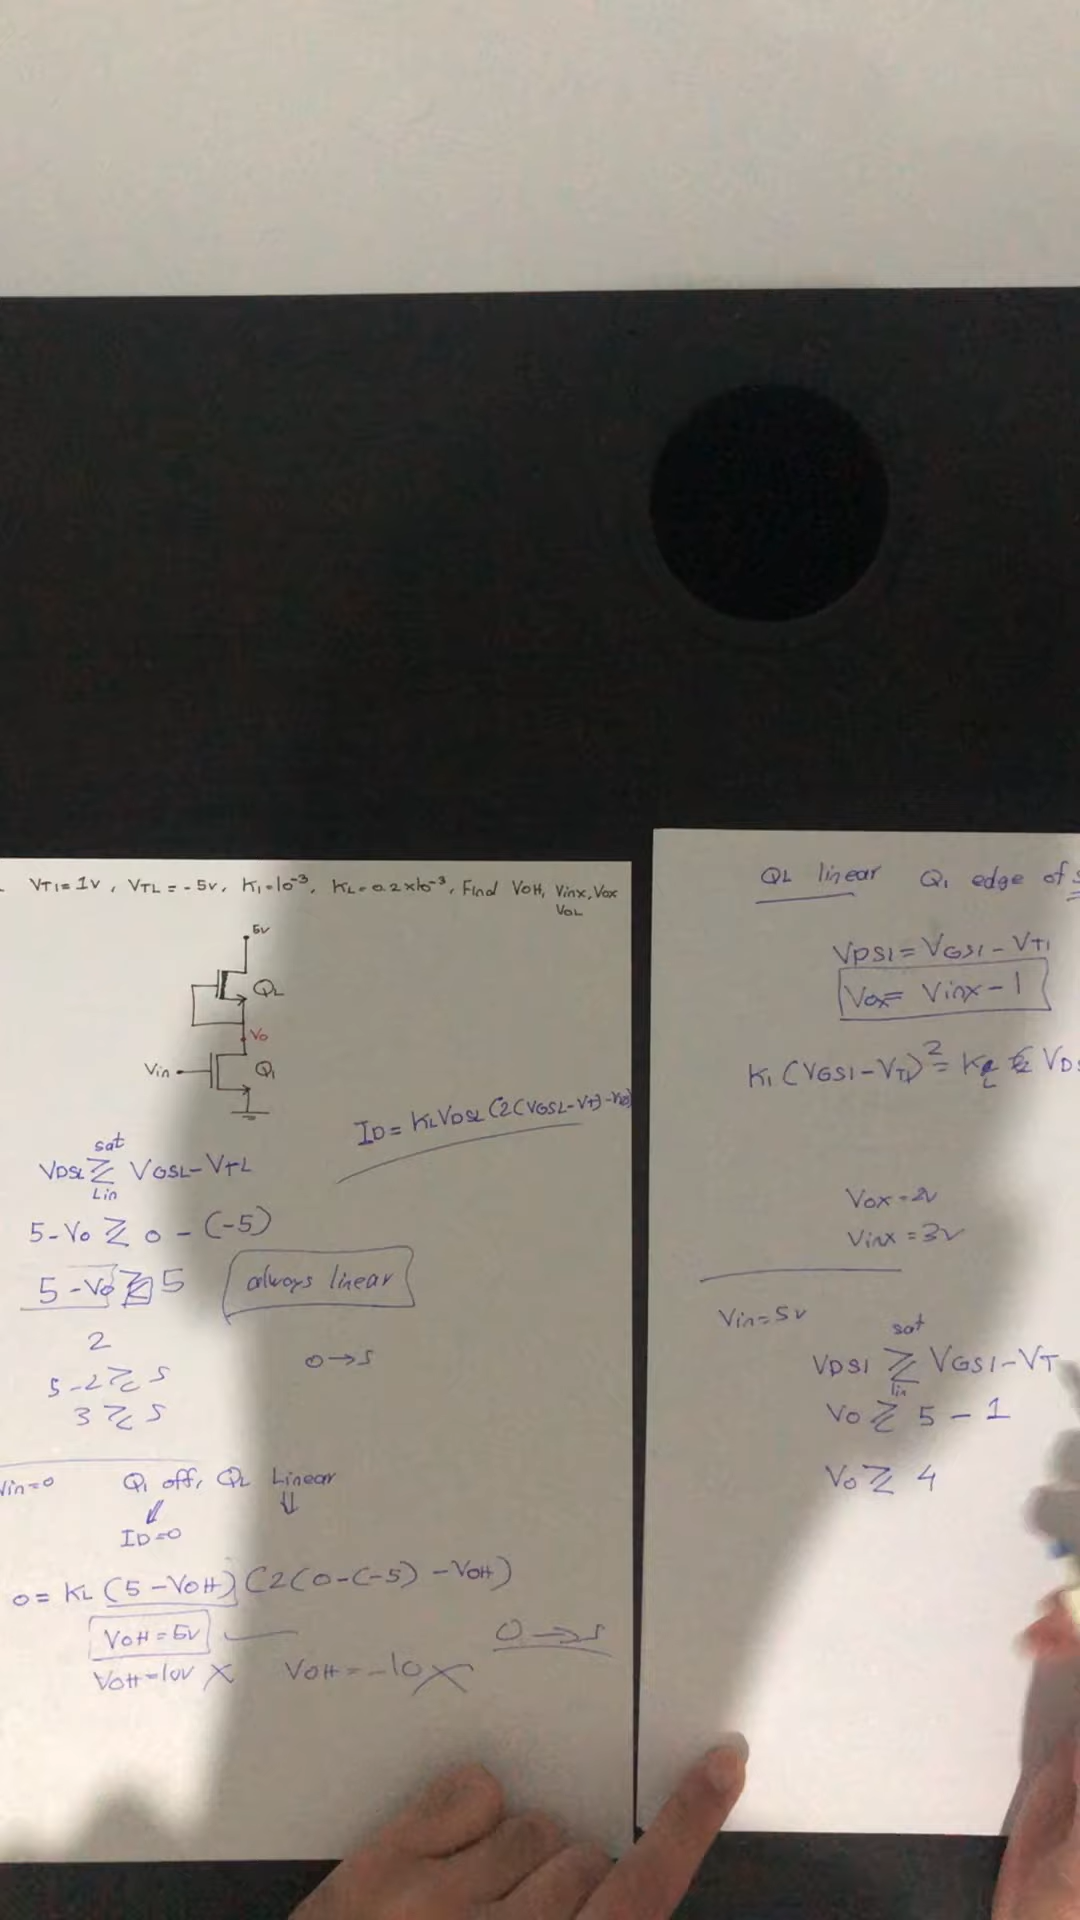 VT1= 1V, VTL = -5V, K1=10⁻³, KL=0.2x10⁻³, Find VOH, Vinx, Vox
VOL
5V
QL
Vo
Vin
Q1
ID= KLVDSL(2(VGSL-VT)-
sat
VDSL ≷ VGSL-VTL
Lin
5-Vo ≷ 0 - (-5)
5-Vo ≷ 5 always linear
2
0→5
5-2 ≷ 5
3 ≷ 5
Vin=0 Q1 off, QL Linear
⇓ ⇓
ID=0
0= KL (5-VOH) (2(0-(-5) -VOH)
VOH=5V
0→5
VOH=10V X VOH=-10 X
QL linear Q1 edge of
VDS1= VGS1- VT1
Vox= Vinx-1
K1 (VGS1-VT1)²= KL
Vox=2V
Vinx=3V
Vin=5V
sat
VDS1 ≷ VGS1-VT
lin
Vo ≷ 5 - 1
Vo ≷ 4